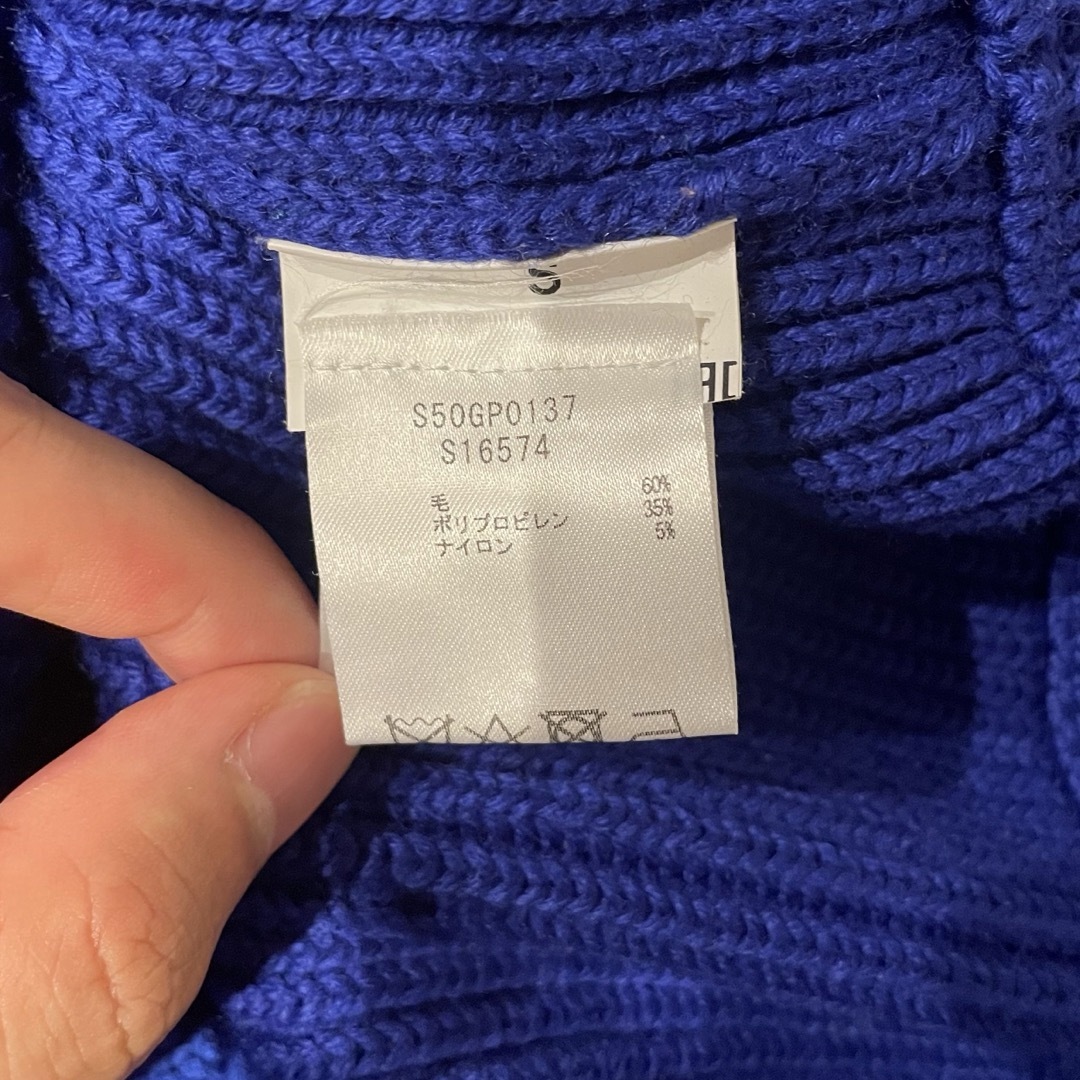 S
S50GP0137
S16574
毛 60%
ポリプロピレン 35%
ナイロン 5%